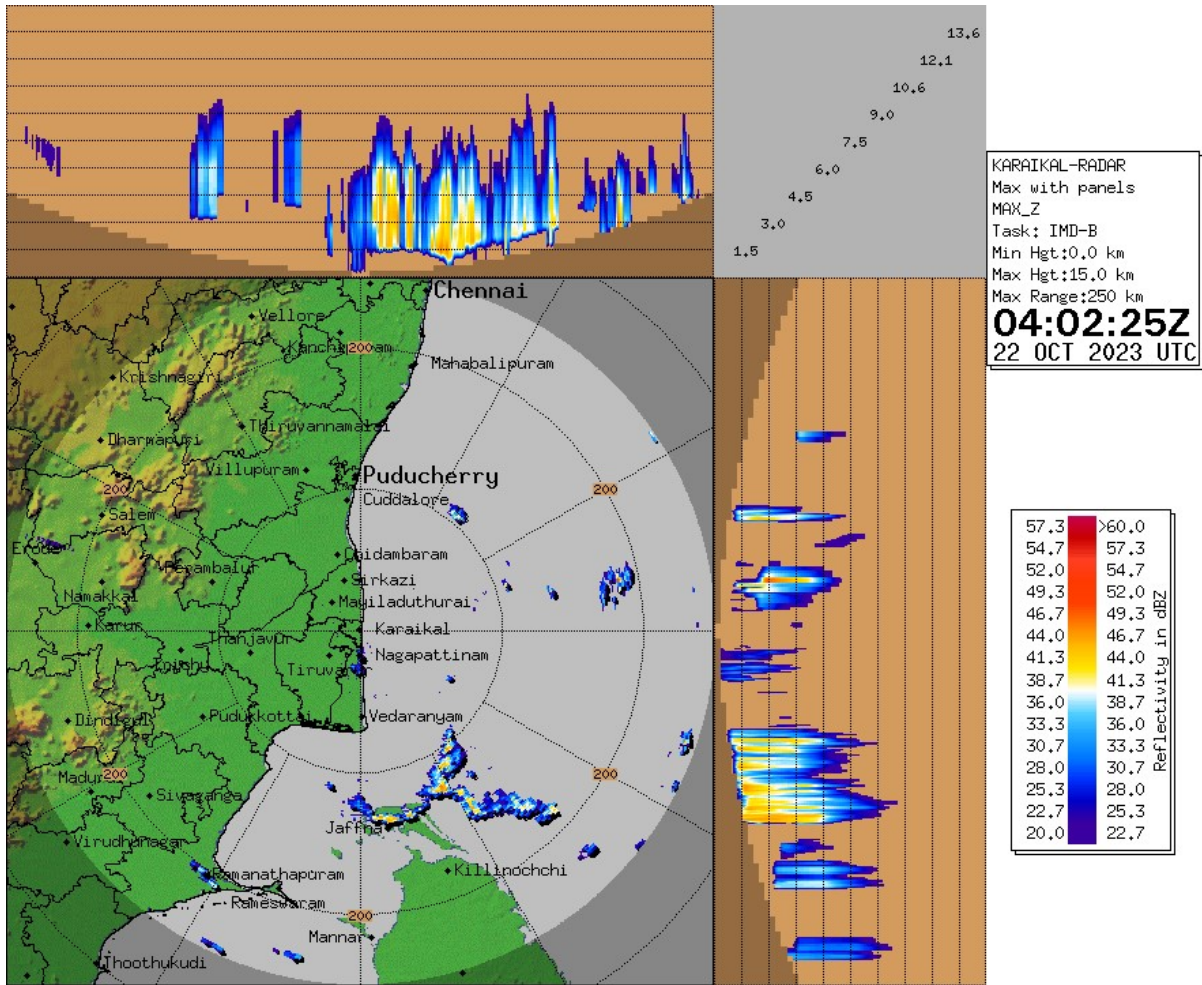 13.6
12.1
10.6
9.0
7.5
6.0
4.5
3.0
1.5
KARAIKAL-RADAR
Max with panels
MAX_Z
Task: IMD-B
Min Hgt:0.0 km
Max Hgt:15.0 km
Max Range:250 km
04:02:25Z
22 OCT 2023 UTC
Chennai
Vellore
200
Mahabalipuram
Krishnagiri
Thiruvannamalai
Dharmapuri
Villupuram
Puducherry
200
200
Cuddalore
Salem
Erode
Chidambaram
Perambalur
Sirkazi
Namakkal
Mayiladuthurai
Karur
Karaikal
Thanjavur
Nagapattinam
Dindigul
Pudukkottai
Vedaranyam
200
200
Sivaganga
Jaffna
Virudhunagar
Ramanathapuram
Killinochchi
Rameswaram
200
Mannar
Thoothukudi
57.3 >60.0
54.7 57.3
52.0 54.7
49.3 52.0
46.7 49.3
44.0 46.7
41.3 44.0
38.7 41.3
36.0 38.7
33.3 36.0
30.7 33.3
28.0 30.7
25.3 28.0
22.7 25.3
20.0 22.7
Reflectivity in dBZ